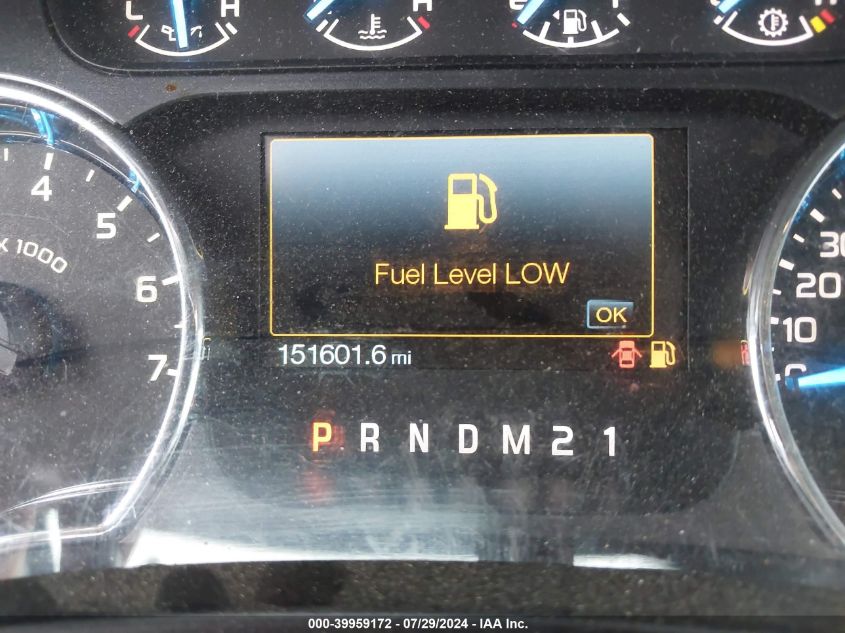 L H H
4
5
x 1000
6
7
Fuel Level LOW
OK
151601.6 mi
30
20
10
P R N D M 2 1
000-39959172 - 07/29/2024 - IAA Inc.